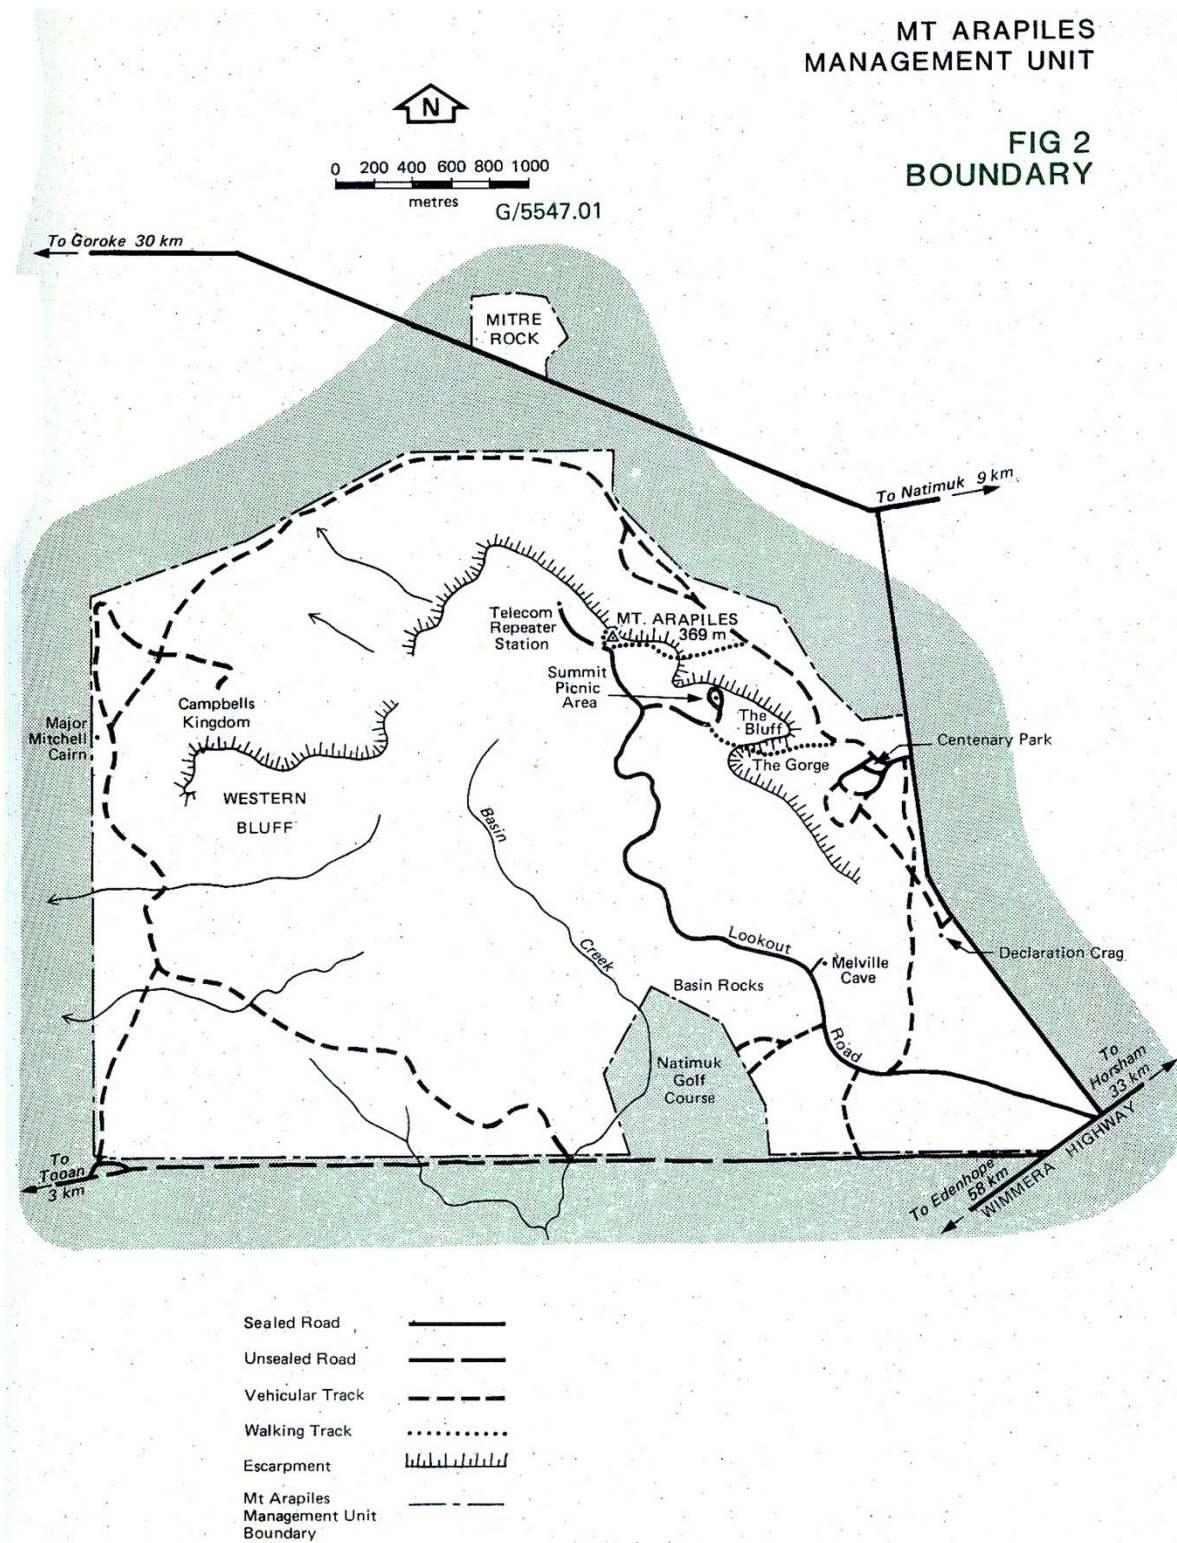 MT ARAPILES
MANAGEMENT UNIT
FIG 2
BOUNDARY
N
0 200 400 600 800 1000
metres
G/5547.01
To Goroke 30 km
MITRE
ROCK
To Natimuk 9 km
Telecom
Repeater
Station
MT. ARAPILES
369 m
Summit
Picnic
Area
Campbells
Kingdom
Major
Mitchell
Cairn
The
Bluff
Centenary Park
The Gorge
WESTERN
BLUFF
Basin
Creek
Lookout
Road
Melville
Cave
Declaration Crag
Basin Rocks
Natimuk
Golf
Course
To
Horsham
33 km
To
Tooan
3 km
To Edenhope
58 km
WIMMERA HIGHWAY
Sealed Road
Unsealed Road
Vehicular Track
Walking Track
Escarpment
Mt Arapiles
Management Unit
Boundary